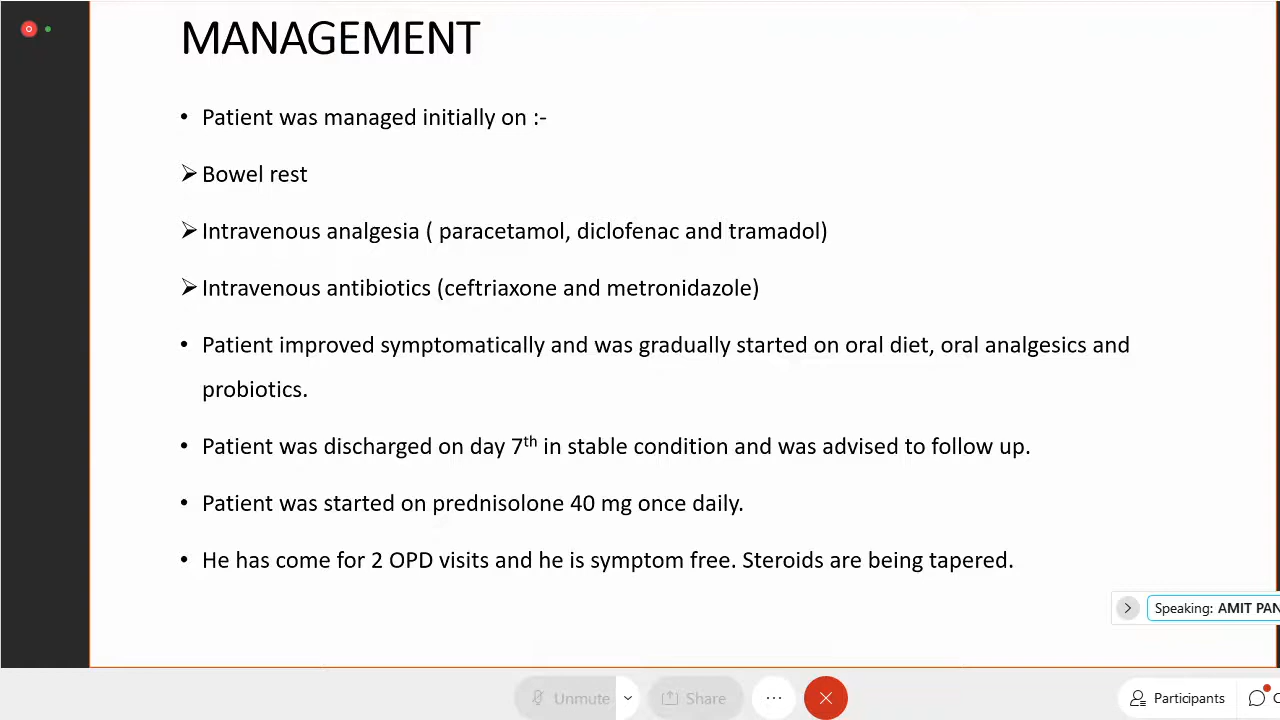 MANAGEMENT
• Patient was managed initially on :-
➢ Bowel rest
➢ Intravenous analgesia ( paracetamol, diclofenac and tramadol)
➢ Intravenous antibiotics (ceftriaxone and metronidazole)
• Patient improved symptomatically and was gradually started on oral diet, oral analgesics and
probiotics.
• Patient was discharged on day 7th in stable condition and was advised to follow up.
• Patient was started on prednisolone 40 mg once daily.
• He has come for 2 OPD visits and he is symptom free. Steroids are being tapered.
Speaking: AMIT PAN
Unmute
Share
Participants